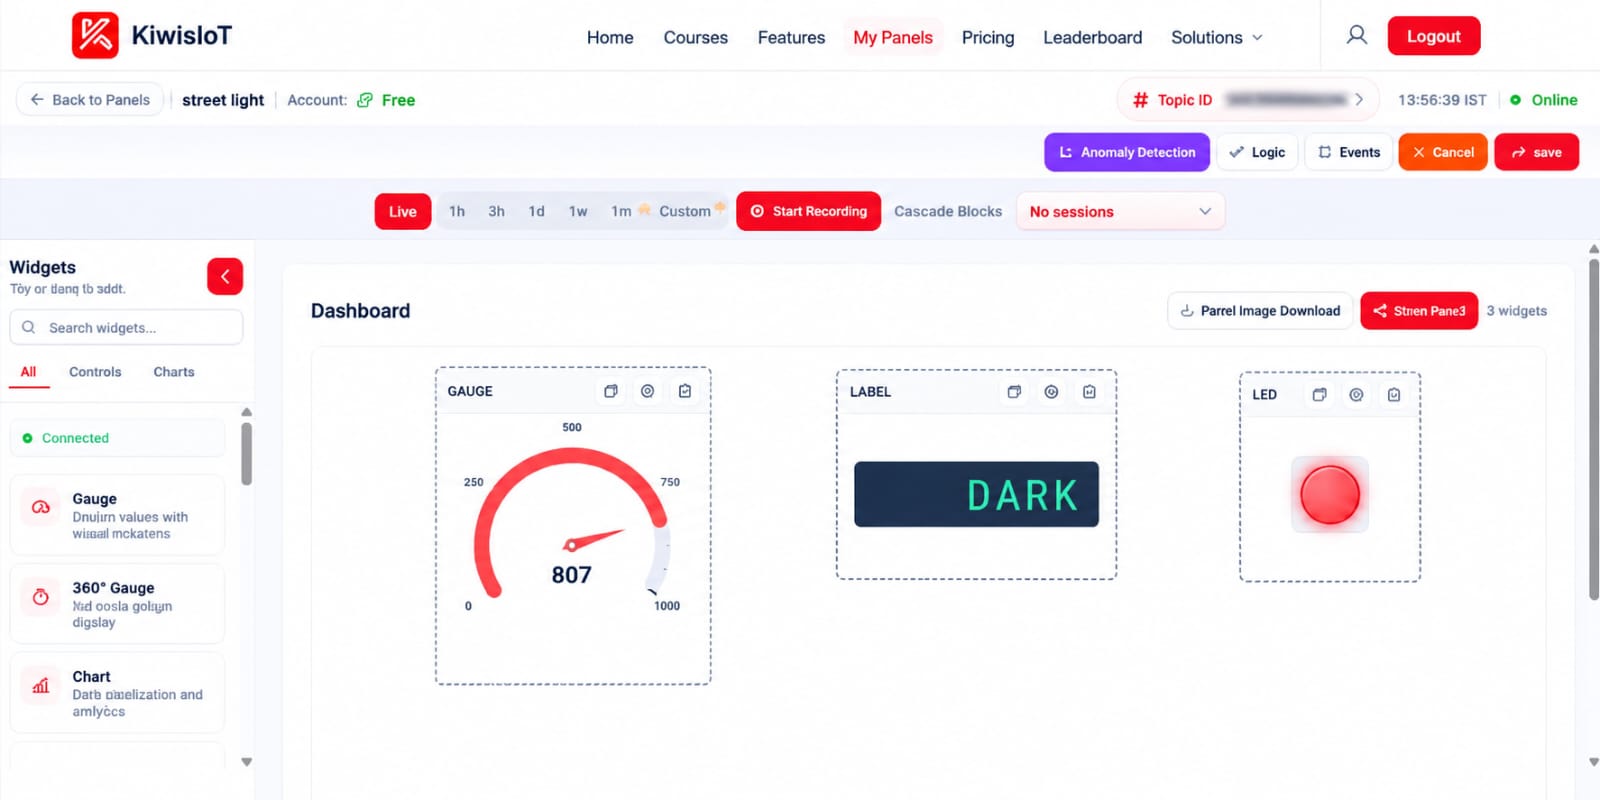 KiwisIoT
Home Courses Features My Panels Pricing Leaderboard Solutions Logout
Back to Panels street light Account: Free # Topic ID 13:56:39 IST Online
Anomaly Detection Logic Events Cancel save
Live 1h 3h 1d 1w 1m Custom Start Recording Cascade Blocks No sessions
Widgets
Search widgets...
All Controls Charts
Connected
Gauge
values with
360° Gauge
Chart
and
Dashboard
Parrel Image Download 3 widgets
GAUGE
500
250 750
807
0 1000
LABEL
DARK
LED